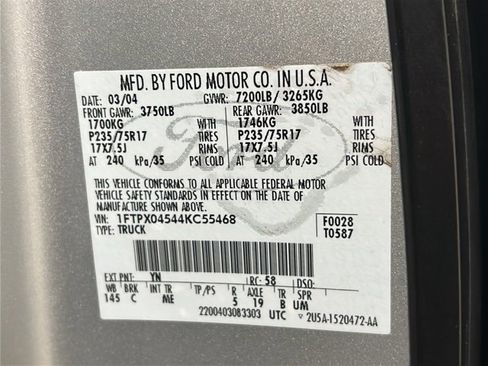 MFD. BY FORD MOTOR CO. IN U.S.A.
DATE: 03/04 GVWR: 7200LB/ 3265KG
FRONT GAWR: 3750LB REAR GAWR: 3850LB
1700KG WITH 1746KG WITH
P235/75R17 TIRES P235/75R17 TIRES
17X7.5J RIMS 17X7.5J RIMS
AT 240 kPa/35 PSI COLD AT 240 kPa/35 PSI COLD
THIS VEHICLE CONFORMS TO ALL APPLICABLE FEDERAL MOTOR
VEHICLE SAFETY STANDARDS IN EFFECT ON THE DATE OF
MANUFACTURE SHOWN ABOVE.
VIN: 1FTPX04544KC55468 F0028
TYPE: TRUCK T0587
EXT PNT: YN RC: 58 DSO:
WB BRK INT TR TP/PS R AXLE TR SPR
145 C ME 5 19 B UM
2200403083303 UTC 2U5A-1520472-AA
Ford